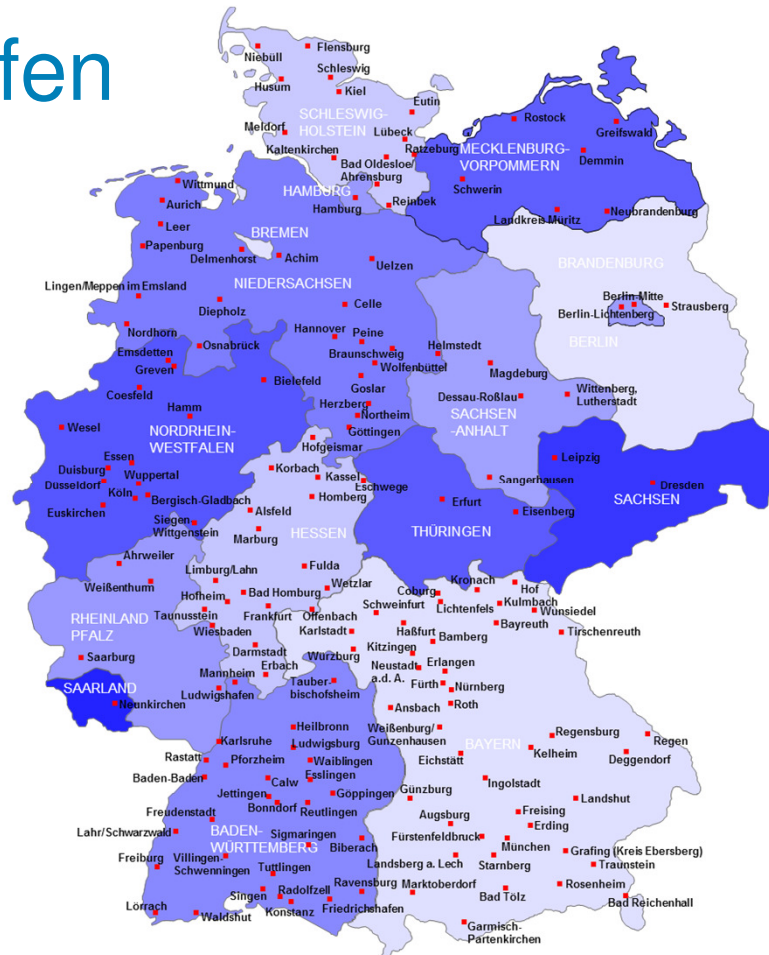 fen
Flensburg
Niebüll
Schleswig
Husum
Kiel
Eutin
SCHLESWIG-
HOLSTEIN
Meldorf
Lübeck
Kaltenkirchen
Ratzeburg
Bad Oldesloe/
Ahrensburg
Rostock
Greifswald
MECKLENBURG-
VORPOMMERN
Demmin
Schwerin
Wittmund
HAMBURG
Hamburg
Reinbek
Landkreis Müritz
Neubrandenburg
Aurich
Leer
BREMEN
Papenburg
Delmenhorst
Achim
Uelzen
BRANDENBURG
NIEDERSACHSEN
Lingen/Meppen im Emsland
Diepholz
Celle
Berlin-Mitte
Strausberg
Berlin-Lichtenberg
Nordhorn
Hannover
Peine
BERLIN
Emsdetten
Osnabrück
Braunschweig
Helmstedt
Greven
Wolfenbüttel
Magdeburg
Coesfeld
Bielefeld
Goslar
Dessau-Roßlau
Wittenberg,
Lutherstadt
Hamm
Herzberg
Northeim
SACHSEN
-ANHALT
Wesel
NORDRHEIN-
WESTFALEN
Göttingen
Hofgeismar
Essen
Duisburg
Wuppertal
Korbach
Kassel
Eschwege
Sangerhausen
Leipzig
Dresden
Düsseldorf
Köln
Bergisch-Gladbach
Homberg
Erfurt
SACHSEN
Euskirchen
Siegen
Wittgenstein
Alsfeld
Eisenberg
Marburg
HESSEN
THÜRINGEN
Ahrweiler
Fulda
Limburg/Lahn
Weißenthurm
Wetzlar
Kronach
Hof
Coburg
Hofheim
Bad Homburg
Schweinfurt
Lichtenfels
Kulmbach
Wunsiedel
RHEINLAND
PFALZ
Taunusstein
Frankfurt
Offenbach
Wiesbaden
Karlstadt
Haßfurt
Bayreuth
Tirschenreuth
Bamberg
Darmstadt
Würzburg
Kitzingen
Saarburg
Erbach
Neustadt
a.d. A.
Erlangen
Mannheim
Tauber-
bischofsheim
Fürth
Nürnberg
SAARLAND
Ludwigshafen
Neunkirchen
Ansbach
Roth
Heilbronn
Weißenburg/
Gunzenhausen
Regensburg
Regen
Karlsruhe
Ludwigsburg
BAYERN
Kelheim
Deggendorf
Rastatt
Pforzheim
Waiblingen
Eichstätt
Baden-Baden
Esslingen
Calw
Ingolstadt
Jettingen
Göppingen
Günzburg
Landshut
Bonndorf
Reutlingen
Freudenstadt
Freising
Augsburg
Erding
Lahr/Schwarzwald
BADEN-
WÜRTTEMBERG
Sigmaringen
Biberach
Fürstenfeldbruck
München
Grafing (Kreis Ebersberg)
Freiburg
Villingen-
Schwenningen
Landsberg a. Lech
Starnberg
Traunstein
Tuttlingen
Singen
Radolfzell
Ravensburg
Marktoberdorf
Bad Tölz
Rosenheim
Lörrach
Waldshut
Konstanz
Friedrichshafen
Bad Reichenhall
Garmisch-
Partenkirchen